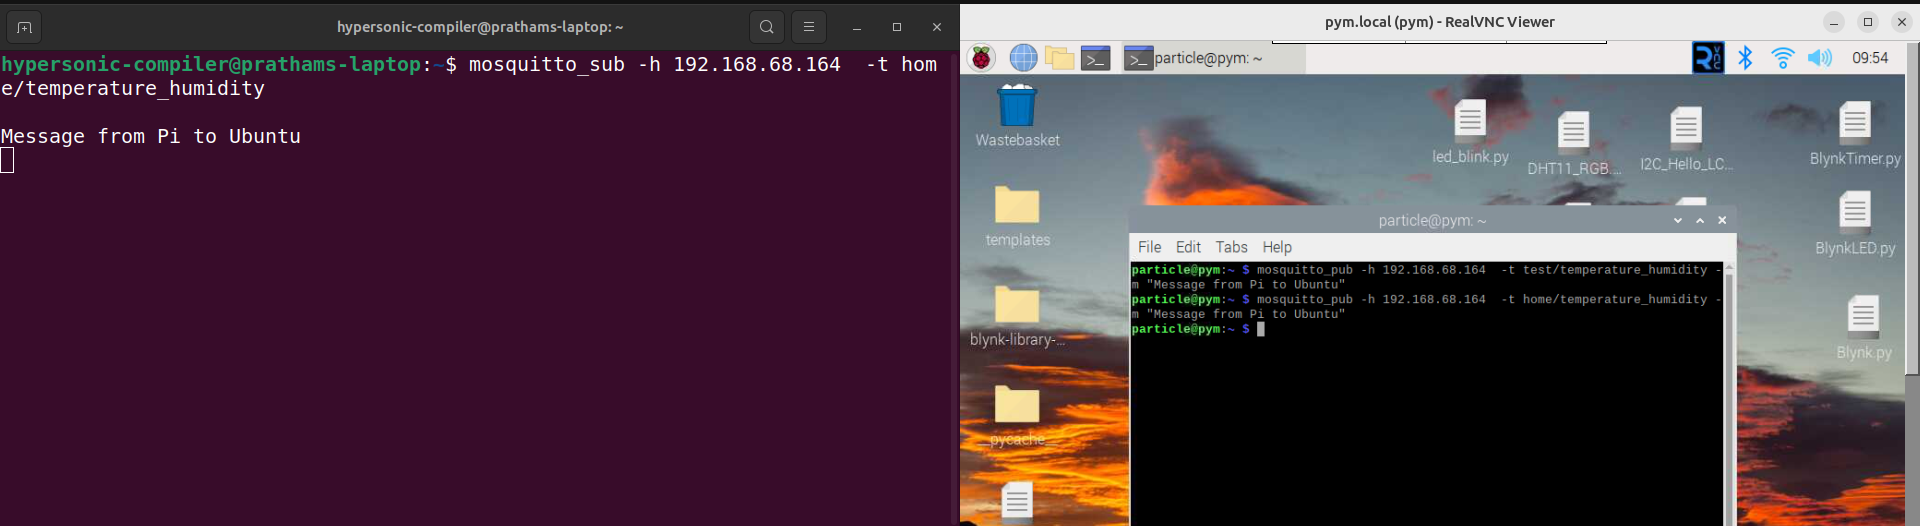 hypersonic-compiler@prathams-laptop: ~
hypersonic-compiler@prathams-laptop:~$ mosquitto_sub -h 192.168.68.164  -t hom
e/temperature_humidity
Message from Pi to Ubuntu
pym.local (pym) - RealVNC Viewer
particle@pym: ~
09:54
Wastebasket
led_blink.py
DHT11_RGB....
I2C_Hello_LC...
BlynkTimer.py
templates
BlynkLED.py
blynk-library-...
Blynk.py
__pycache__
particle@pym: ~
File Edit Tabs Help
particle@pym:~ $ mosquitto_pub -h 192.168.68.164  -t test/temperature_humidity -
m "Message from Pi to Ubuntu"
particle@pym:~ $ mosquitto_pub -h 192.168.68.164  -t home/temperature_humidity -
m "Message from Pi to Ubuntu"
particle@pym:~ $